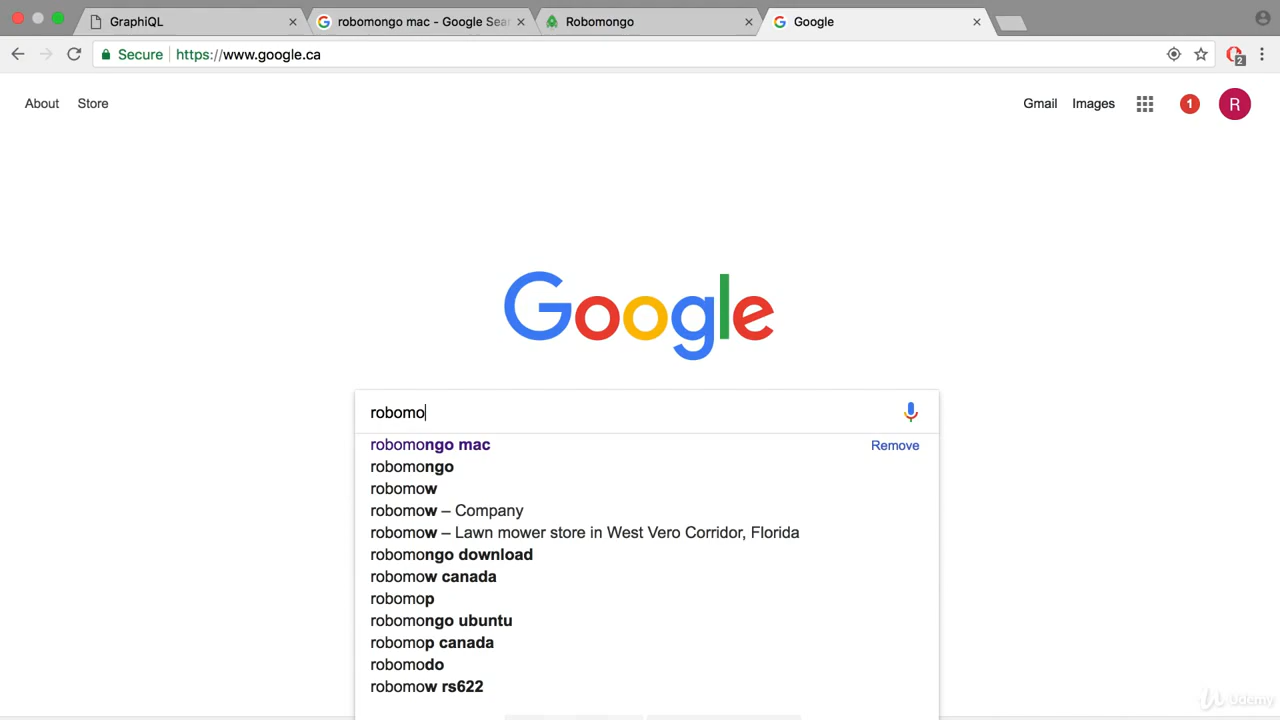 GraphiQL
robomongo mac - Google Sear
Robomongo
Google
Secure https://www.google.ca
2
About Store
Gmail Images 1 R
Google
robomo
robomongo mac Remove
robomongo
robomow
robomow – Company
robomow – Lawn mower store in West Vero Corridor, Florida
robomongo download
robomow canada
robomop
robomongo ubuntu
robomop canada
robomodo
robomow rs622
Udemy